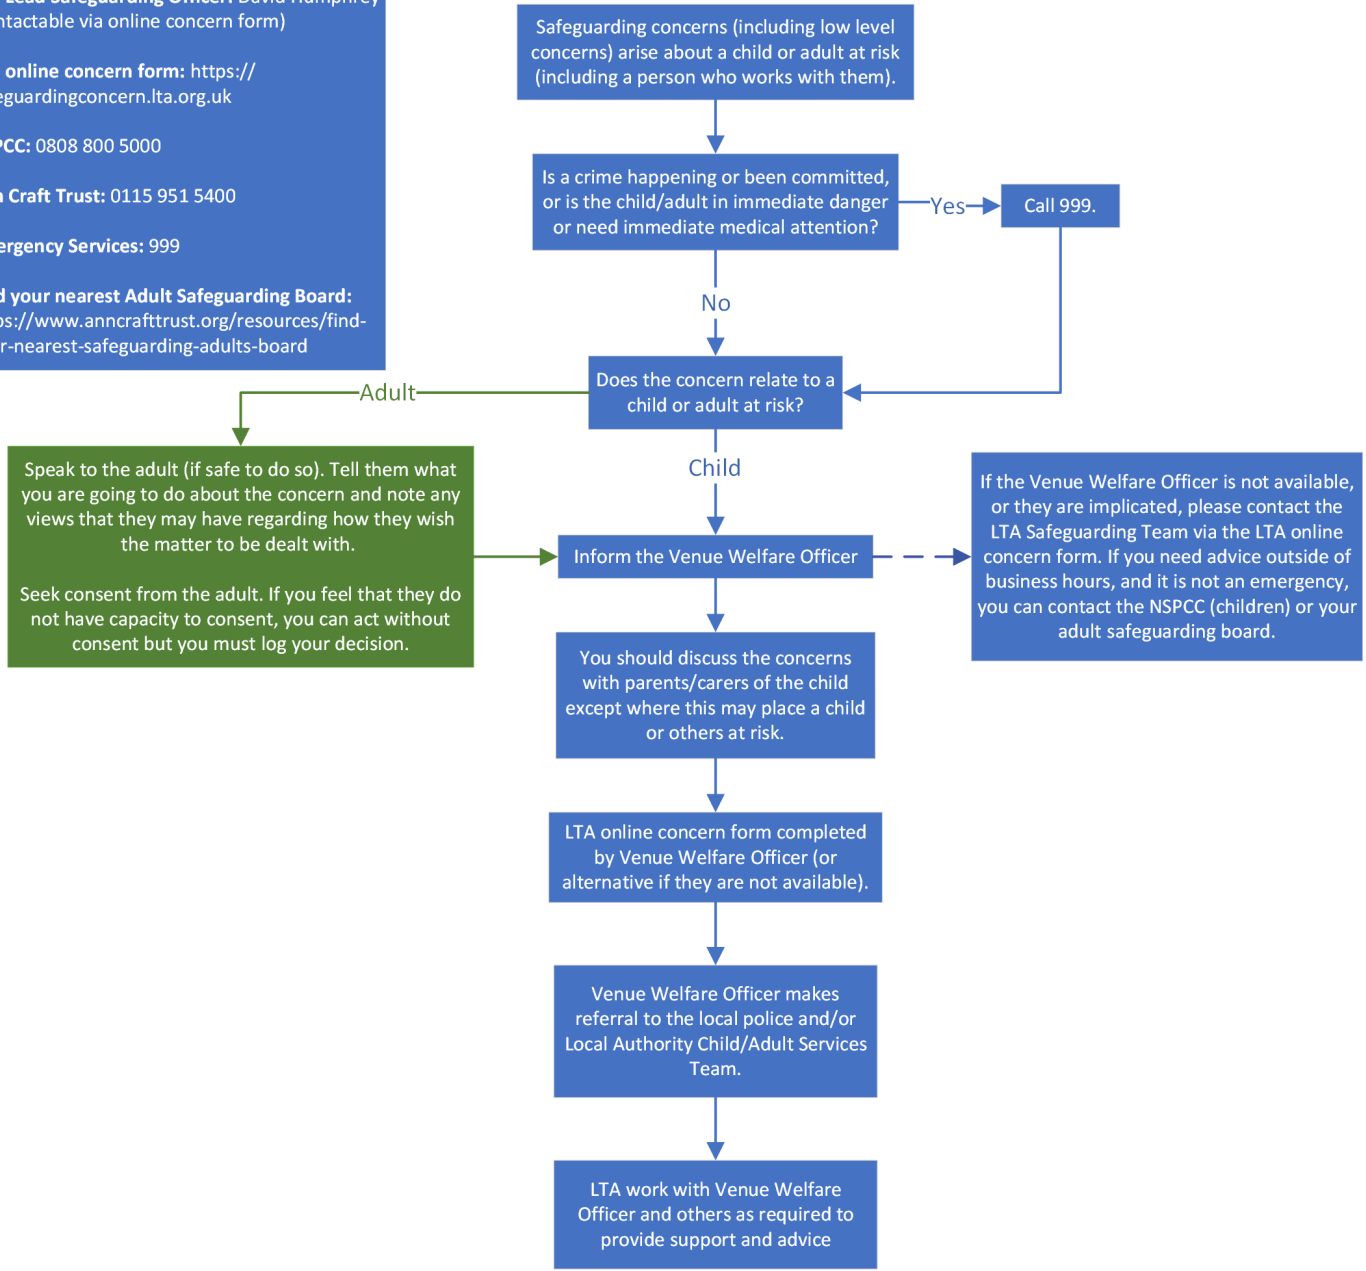 Lead Safeguarding Officer: David Humphrey
ntactable via online concern form)
online concern form: https://
eguardingconcern.lta.org.uk
PCC: 0808 800 5000
n Craft Trust: 0115 951 5400
ergency Services: 999
d your nearest Adult Safeguarding Board:
ps://www.anncrafttrust.org/resources/find-
r-nearest-safeguarding-adults-board
Safeguarding concerns (including low level
concerns) arise about a child or adult at risk
(including a person who works with them).
Is a crime happening or been committed,
or is the child/adult in immediate danger
or need immediate medical attention?
Yes
Call 999.
No
Does the concern relate to a
child or adult at risk?
Adult
Child
Speak to the adult (if safe to do so). Tell them what
you are going to do about the concern and note any
views that they may have regarding how they wish
the matter to be dealt with.
Seek consent from the adult. If you feel that they do
not have capacity to consent, you can act without
consent but you must log your decision.
Inform the Venue Welfare Officer
If the Venue Welfare Officer is not available,
or they are implicated, please contact the
LTA Safeguarding Team via the LTA online
concern form. If you need advice outside of
business hours, and it is not an emergency,
you can contact the NSPCC (children) or your
adult safeguarding board.
You should discuss the concerns
with parents/carers of the child
except where this may place a child
or others at risk.
LTA online concern form completed
by Venue Welfare Officer (or
alternative if they are not available).
Venue Welfare Officer makes
referral to the local police and/or
Local Authority Child/Adult Services
Team.
LTA work with Venue Welfare
Officer and others as required to
provide support and advice